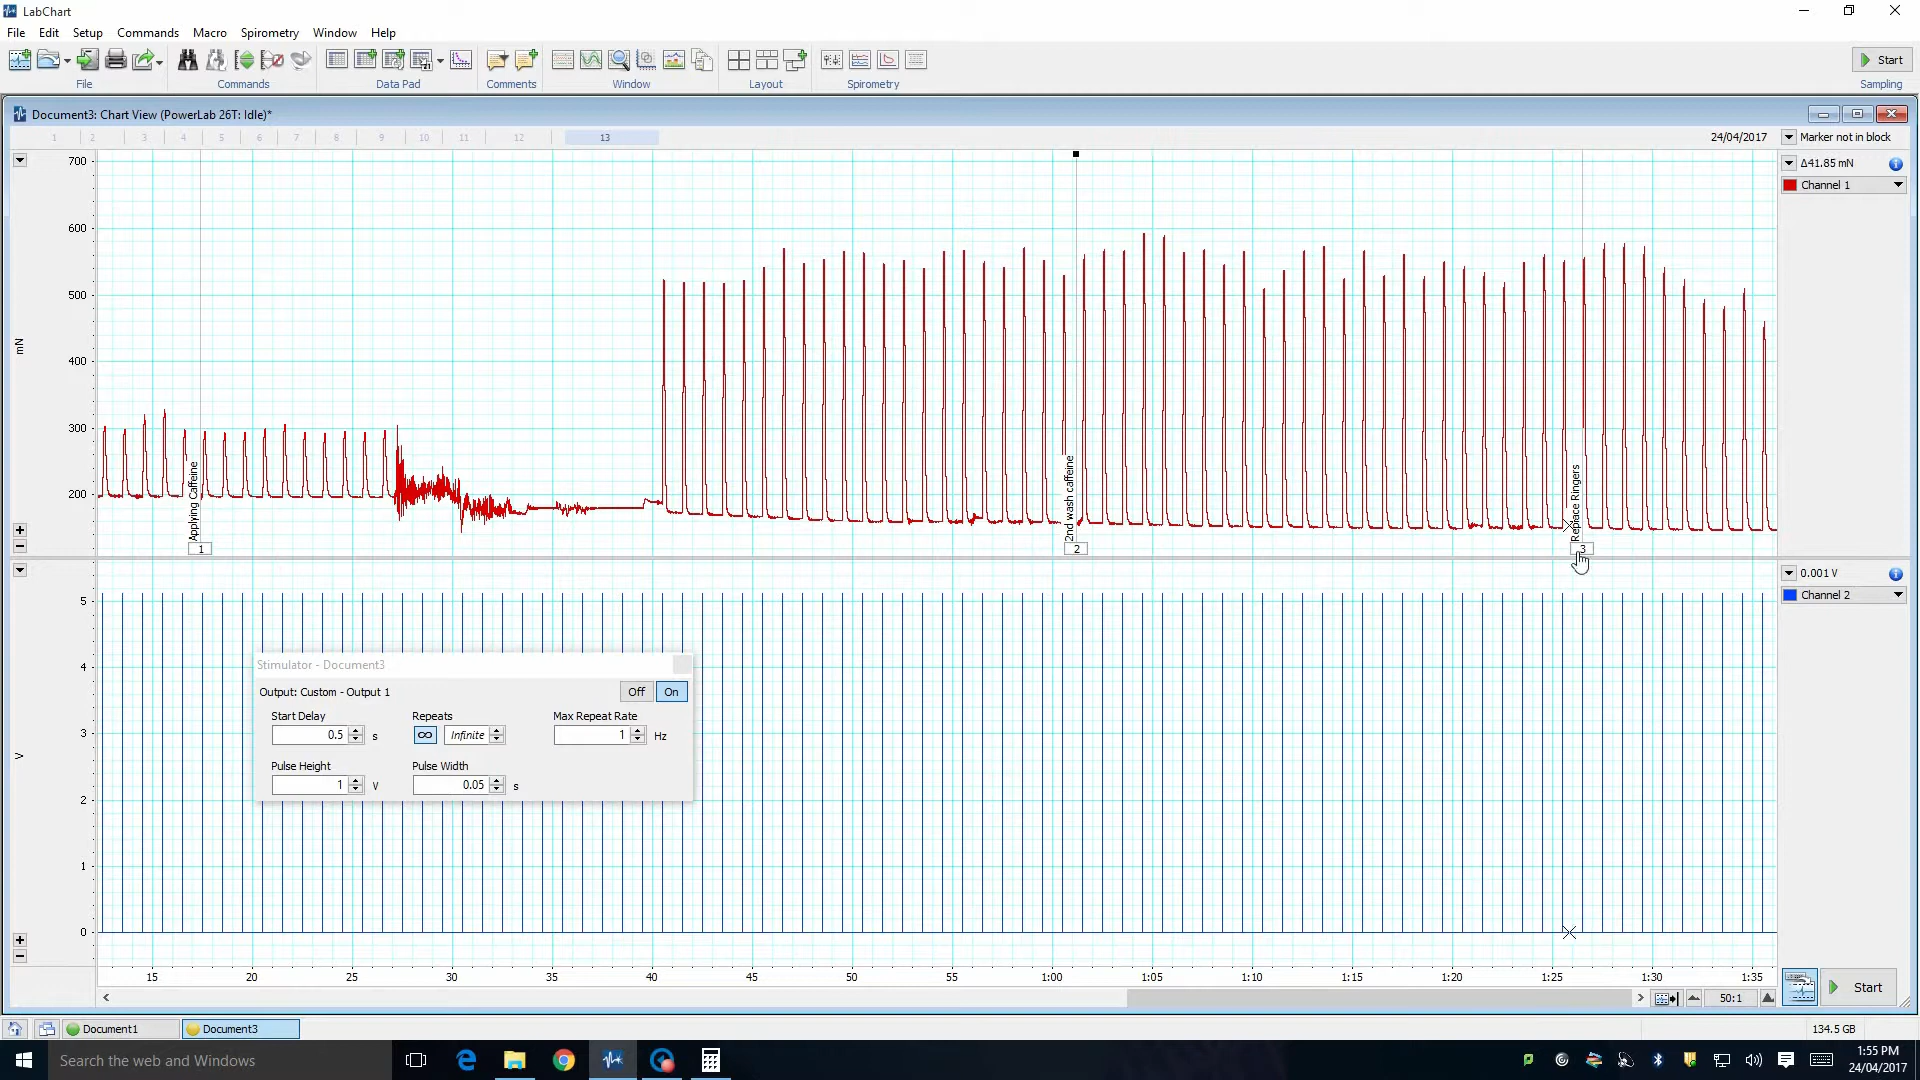 LabChart
File Edit Setup Commands Macro Spirometry Window Help
File Commands Data Pad Comments Window Layout Spirometry
Start
Sampling
Document3: Chart View (PowerLab 26T: Idle)*
1 2 3 4 5 6 7 8 9 10 11 12 13
24/04/2017
Marker not in block
Δ41.85 mN
Channel 1
700
600
500
400
300
200
mN
Applying Caffeine
2nd wash caffeine
Replace Ringers
1 2 3
0.001 V
Channel 2
5
4
3
2
1
0
V
Stimulator - Document3
Output: Custom - Output 1
Off On
Start Delay Repeats Max Repeat Rate
0.5 s Infinite 1 Hz
Pulse Height Pulse Width
1 V 0.05 s
15 20 25 30 35 40 45 50 55 1:00 1:05 1:10 1:15 1:20 1:25 1:30 1:35
50:1
Start
Document1 Document3
134.5 GB
Search the web and Windows
1:55 PM
24/04/2017